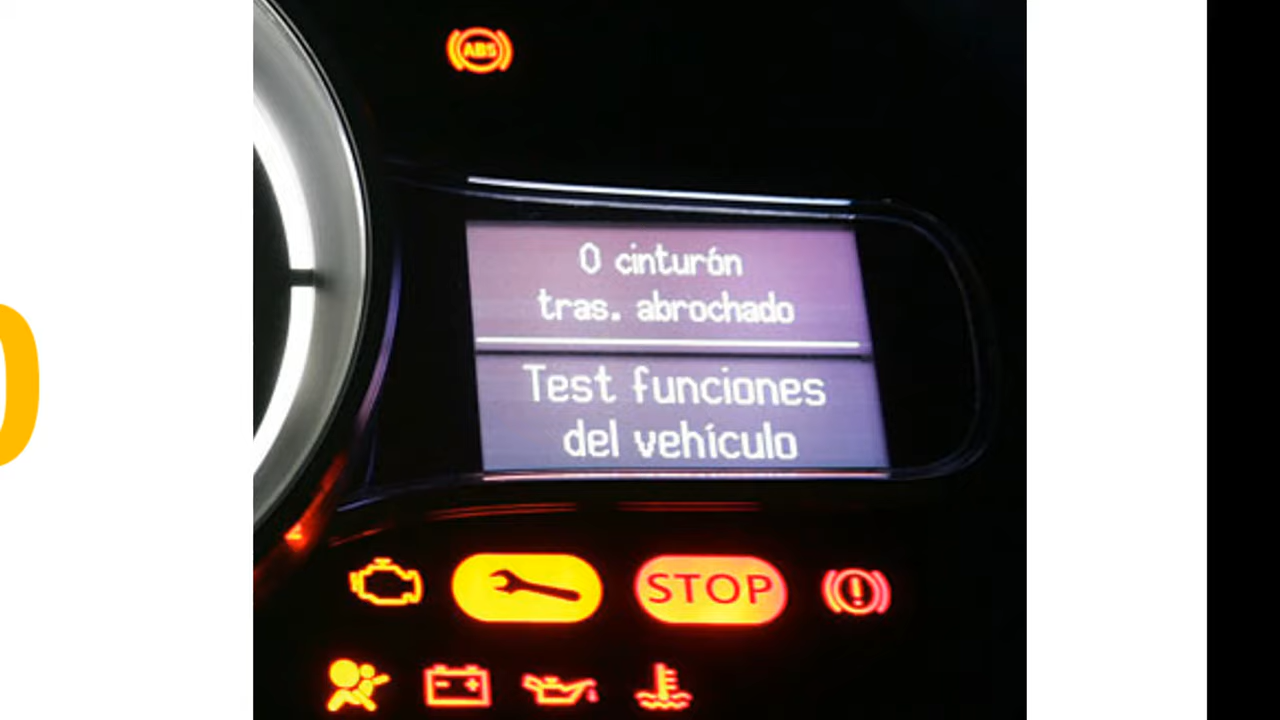 ABS
0 cinturón
tras. abrochado
Test funciones
del vehículo
STOP